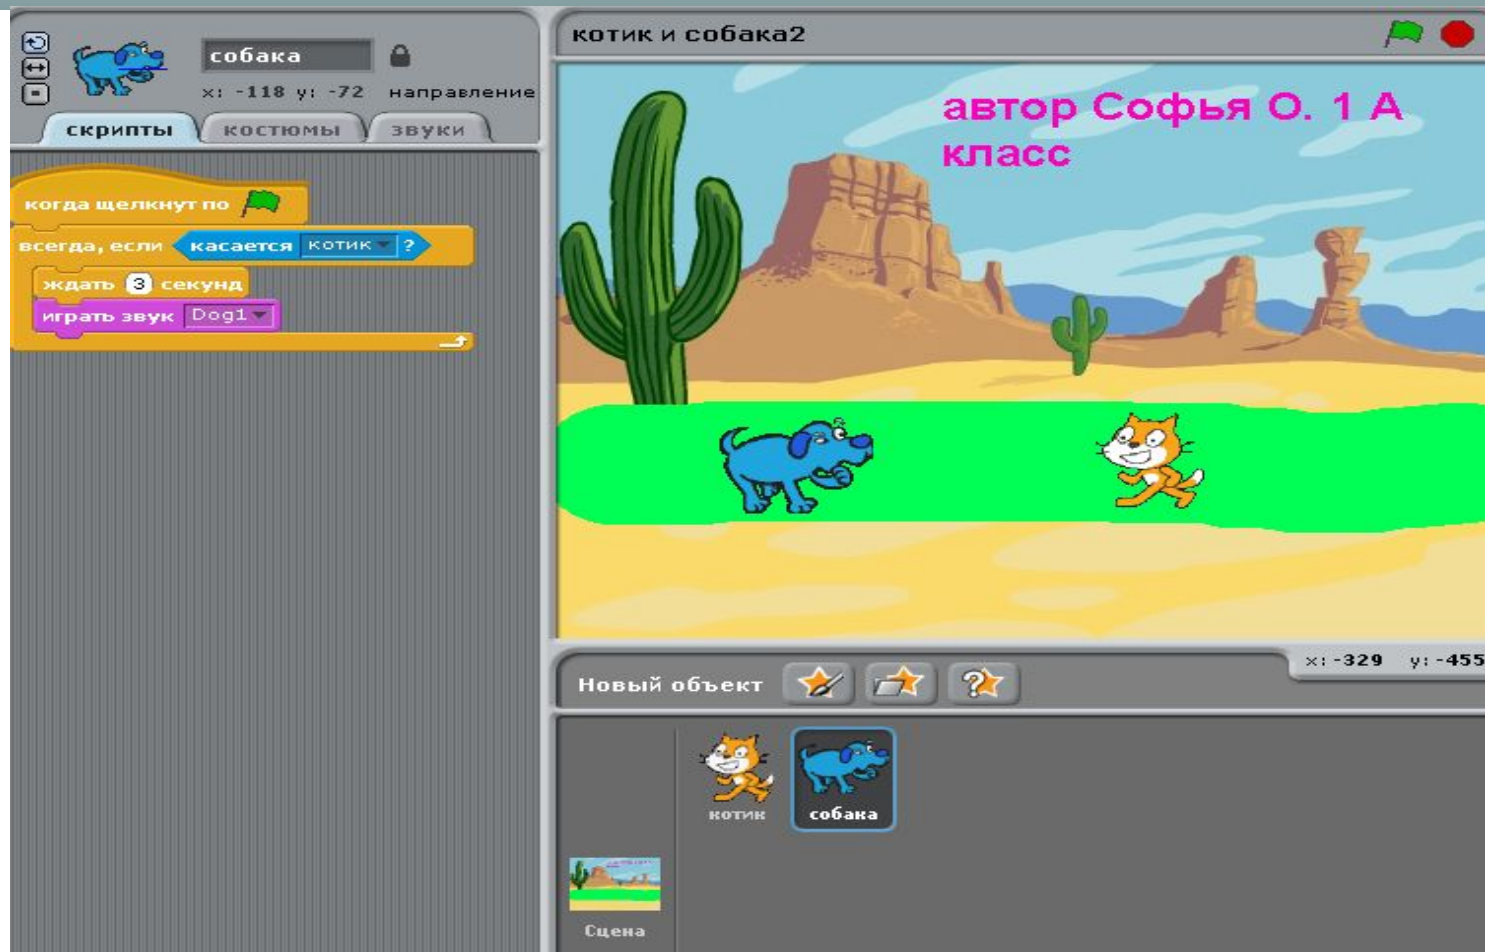 собака
x: -118 y: -72 направление
скрипты костюмы звуки
когда щелкнут по
всегда, если касается котик ?
ждать 3 секунд
играть звук Dog1
котик и собака2
автор Софья О. 1 А
класс
x: -329 y: -455
Новый объект
котик собака
Сцена